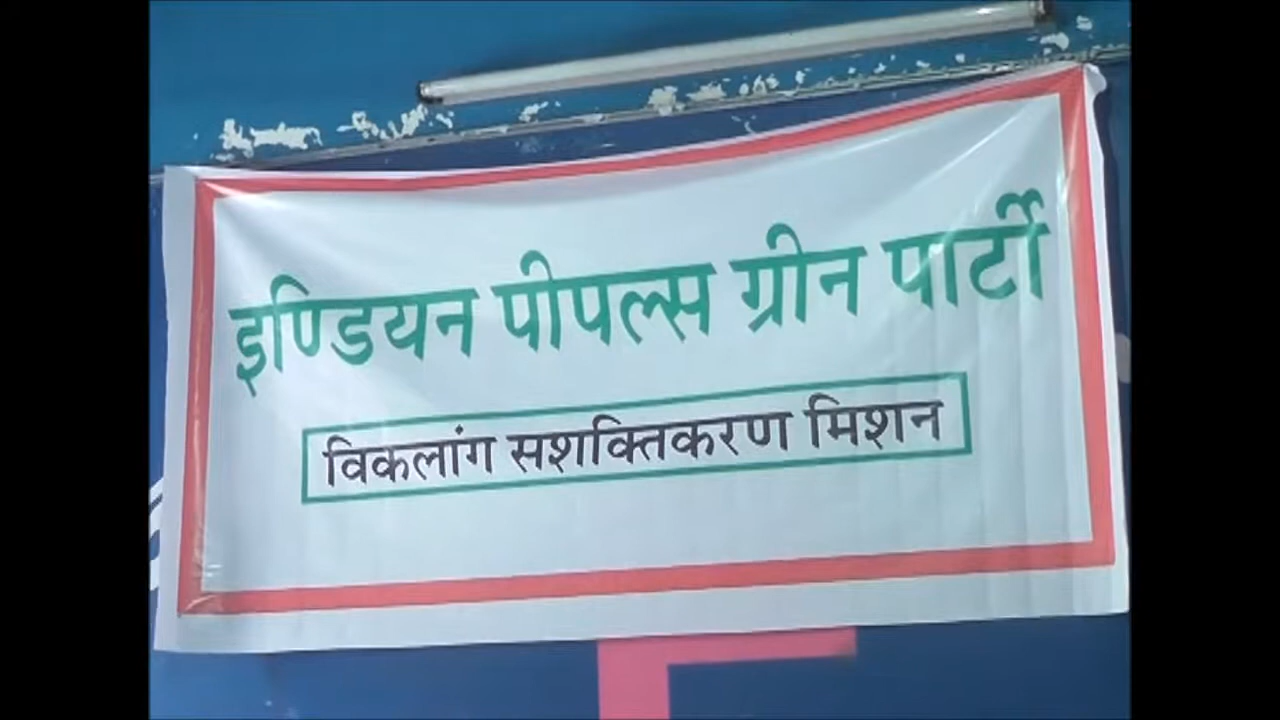 इण्डियन पीपल्स ग्रीन पार्टी
विकलांग सशक्तिकरण मिशन